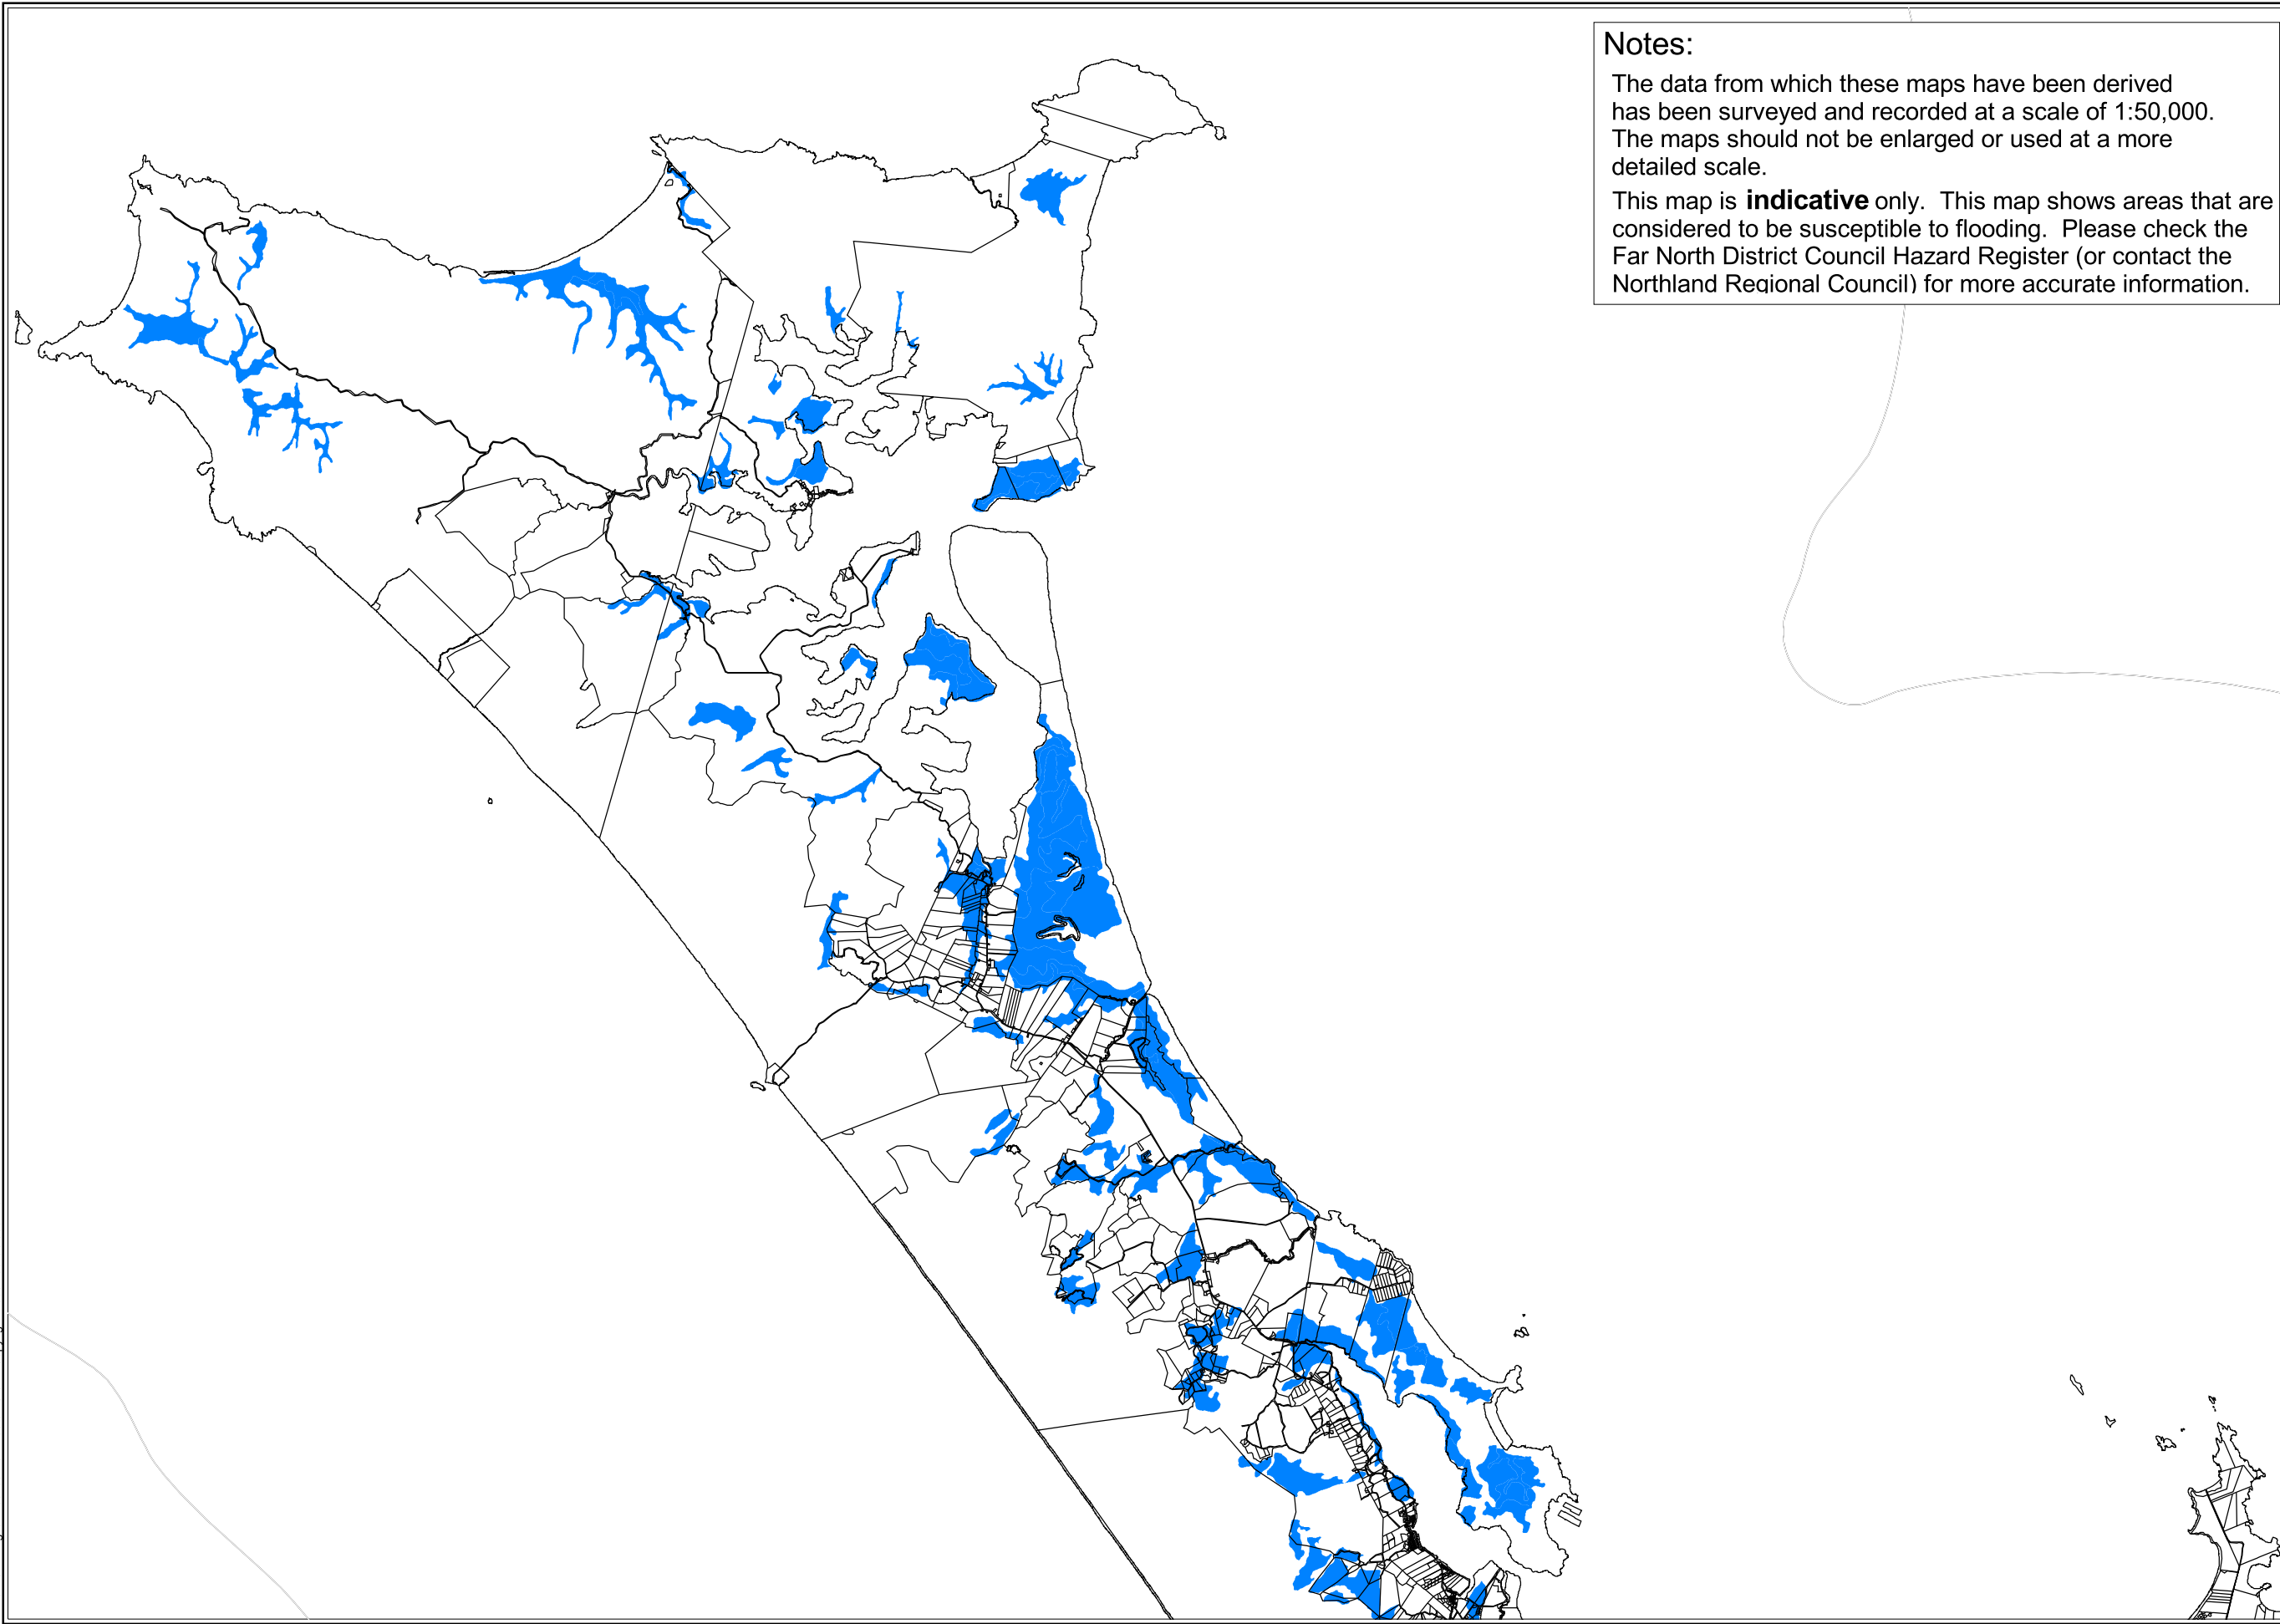 Notes:
The data from which these maps have been derived
has been surveyed and recorded at a scale of 1:50,000.
The maps should not be enlarged or used at a more
detailed scale.
This map is indicative only. This map shows areas that are
considered to be susceptible to flooding. Please check the
Far North District Council Hazard Register (or contact the
Northland Regional Council) for more accurate information.